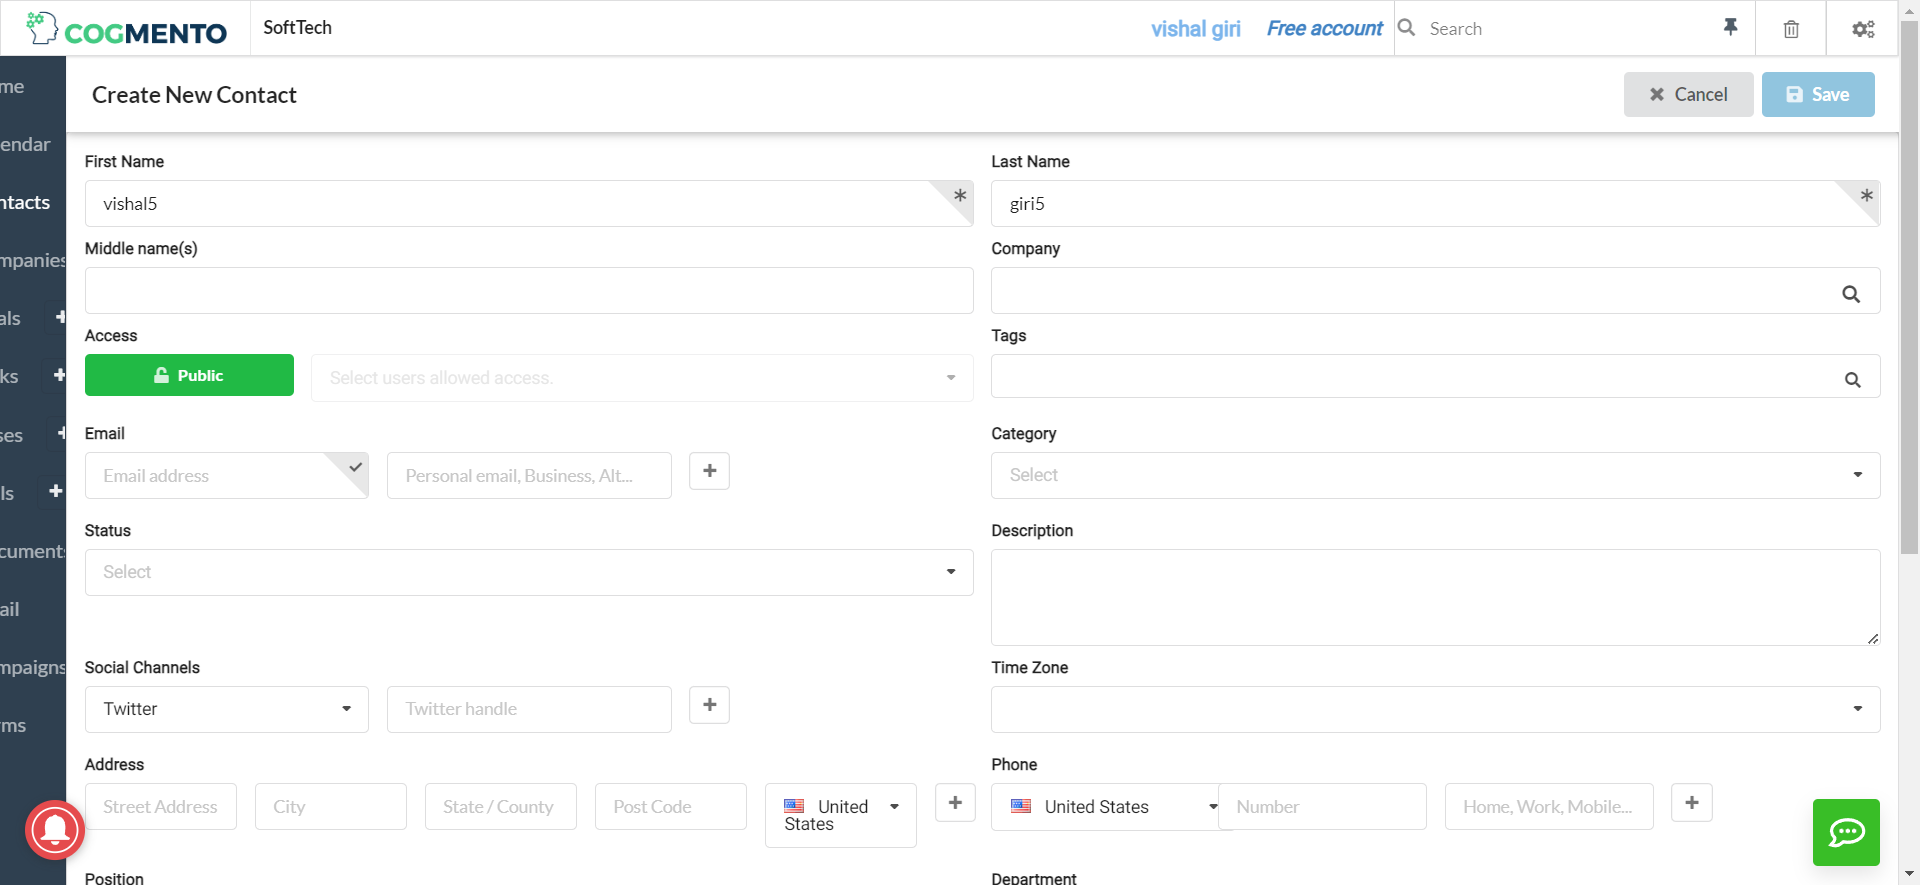 COGMENTO
SoftTech
vishal giri
Free account
Search
Create New Contact
Cancel
Save
me
endar
ntacts
mpanies
als
ks
ses
ls
cuments
ail
mpaigns
rms
First Name
Last Name
vishal5
giri5
Middle name(s)
Company
Access
Tags
Public
Select users allowed access.
Email
Category
Email address
Personal email, Business, Alt...
Select
Status
Description
Select
Social Channels
Time Zone
Twitter
Twitter handle
Address
Phone
Street Address
City
State / County
Post Code
United
States
United States
Number
Home, Work, Mobile...
Position
Department